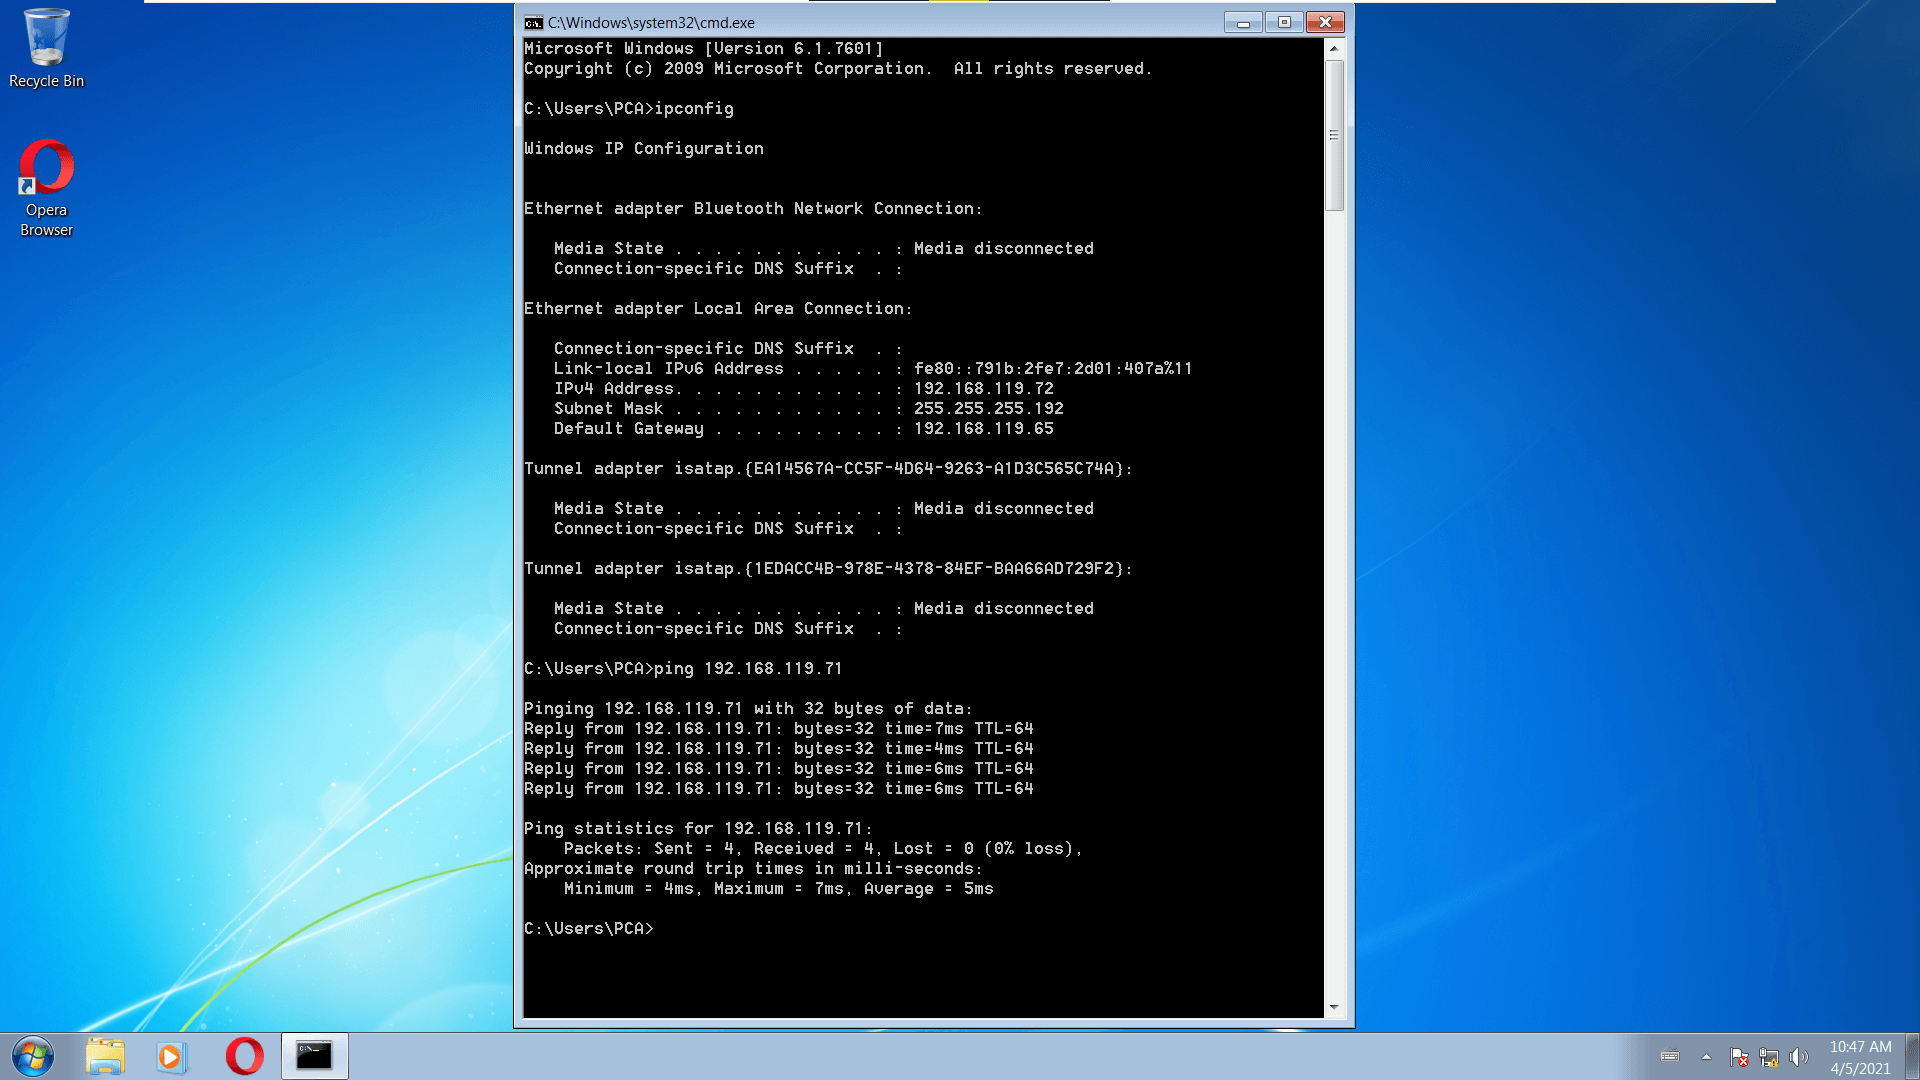 Recycle Bin
Opera
Browser
C:\Windows\system32\cmd.exe
Microsoft Windows [Version 6.1.7601]
Copyright (c) 2009 Microsoft Corporation.  All rights reserved.
C:\Users\PCA>ipconfig
Windows IP Configuration
Ethernet adapter Bluetooth Network Connection:
   Media State . . . . . . . . . . . : Media disconnected
   Connection-specific DNS Suffix  . :
Ethernet adapter Local Area Connection:
   Connection-specific DNS Suffix  . :
   Link-local IPv6 Address . . . . . : fe80::791b:2fe7:2d01:407a%11
   IPv4 Address. . . . . . . . . . . : 192.168.119.72
   Subnet Mask . . . . . . . . . . . : 255.255.255.192
   Default Gateway . . . . . . . . . : 192.168.119.65
Tunnel adapter isatap.{EA14567A-CC5F-4D64-9263-A1D3C565C74A}:
   Media State . . . . . . . . . . . : Media disconnected
   Connection-specific DNS Suffix  . :
Tunnel adapter isatap.{1EDACC4B-978E-4378-84EF-BAA66AD729F2}:
   Media State . . . . . . . . . . . : Media disconnected
   Connection-specific DNS Suffix  . :
C:\Users\PCA>ping 192.168.119.71
Pinging 192.168.119.71 with 32 bytes of data:
Reply from 192.168.119.71: bytes=32 time=7ms TTL=64
Reply from 192.168.119.71: bytes=32 time=4ms TTL=64
Reply from 192.168.119.71: bytes=32 time=6ms TTL=64
Reply from 192.168.119.71: bytes=32 time=6ms TTL=64
Ping statistics for 192.168.119.71:
    Packets: Sent = 4, Received = 4, Lost = 0 (0% loss),
Approximate round trip times in milli-seconds:
    Minimum = 4ms, Maximum = 7ms, Average = 5ms
C:\Users\PCA>
10:47 AM
4/5/2021